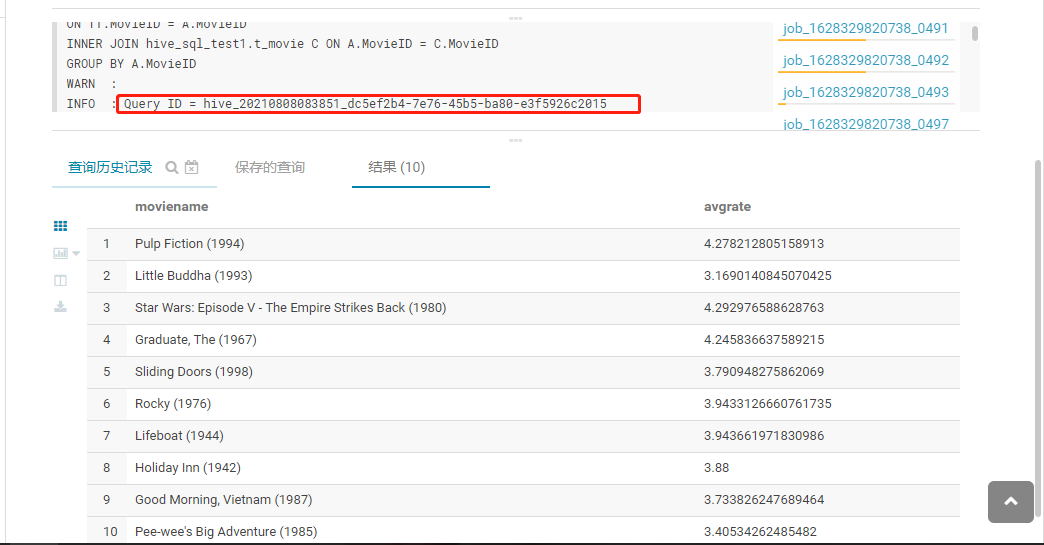 ON TT.MovieID = A.MovieID
INNER JOIN hive_sql_test1.t_movie C ON A.MovieID = C.MovieID
GROUP BY A.MovieID
WARN  :
INFO  : Query ID = hive_20210808083851_dc5ef2b4-7e76-45b5-ba80-e3f5926c2015
job_1628329820738_0491
job_1628329820738_0492
job_1628329820738_0493
job_1628329820738_0497
查询历史记录 保存的查询 结果 (10)
moviename avgrate
1 Pulp Fiction (1994) 4.278212805158913
2 Little Buddha (1993) 3.1690140845070425
3 Star Wars: Episode V - The Empire Strikes Back (1980) 4.292976588628763
4 Graduate, The (1967) 4.245836637589215
5 Sliding Doors (1998) 3.790948275862069
6 Rocky (1976) 3.9433126660761735
7 Lifeboat (1944) 3.943661971830986
8 Holiday Inn (1942) 3.88
9 Good Morning, Vietnam (1987) 3.733826247689464
10 Pee-wee's Big Adventure (1985) 3.40534262485482